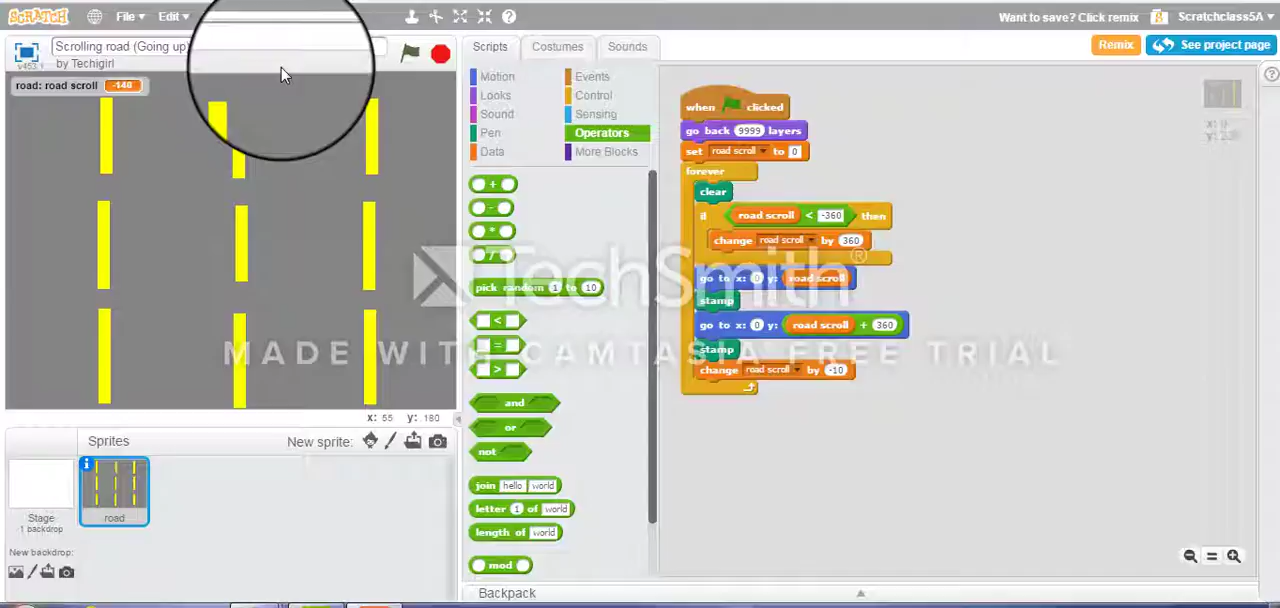 SCRATCH File Edit Want to save? Click remix Scratchclass5A
Scrolling road (Going up)
by Techigirl
v453.1
Scripts Costumes Sounds
Remix See project page
road: road scroll -140
Motion Events
Looks Control
Sound Sensing
Pen Operators
Data More Blocks
+
-
*
/
pick random 1 to 10
<
=
>
and
or
not
join hello world
letter 1 of world
length of world
mod
when clicked
go back 9999 layers
set road scroll to 0
forever
clear
if road scroll < -360 then
change road scroll by 360
go to x: 0 y: road scroll
stamp
go to x: 0 y: road scroll + 360
stamp
change road scroll by -10
TechSmith®
MADE WITH CAMTASIA FREE TRIAL
x: 55 y: 180
Sprites New sprite:
Stage
1 backdrop
road
New backdrop:
Backpack